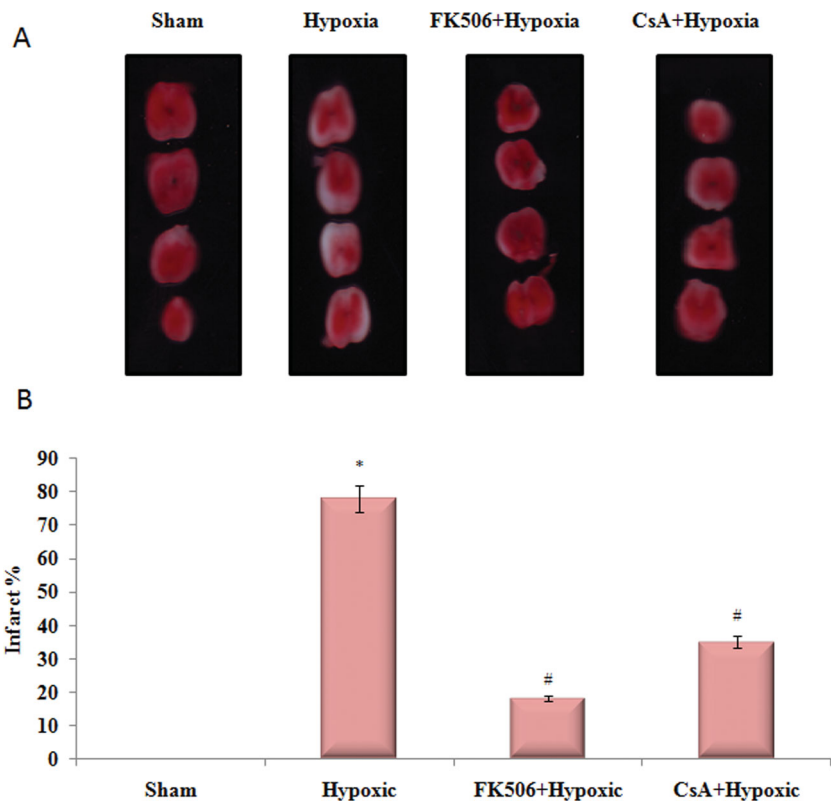 Sham Hypoxia FK506+Hypoxia CsA+Hypoxia
A
B
90
80
70
60
50
40
30
20
10
0
Infarct %
*
#
#
Sham Hypoxic FK506+Hypoxic CsA+Hypoxic